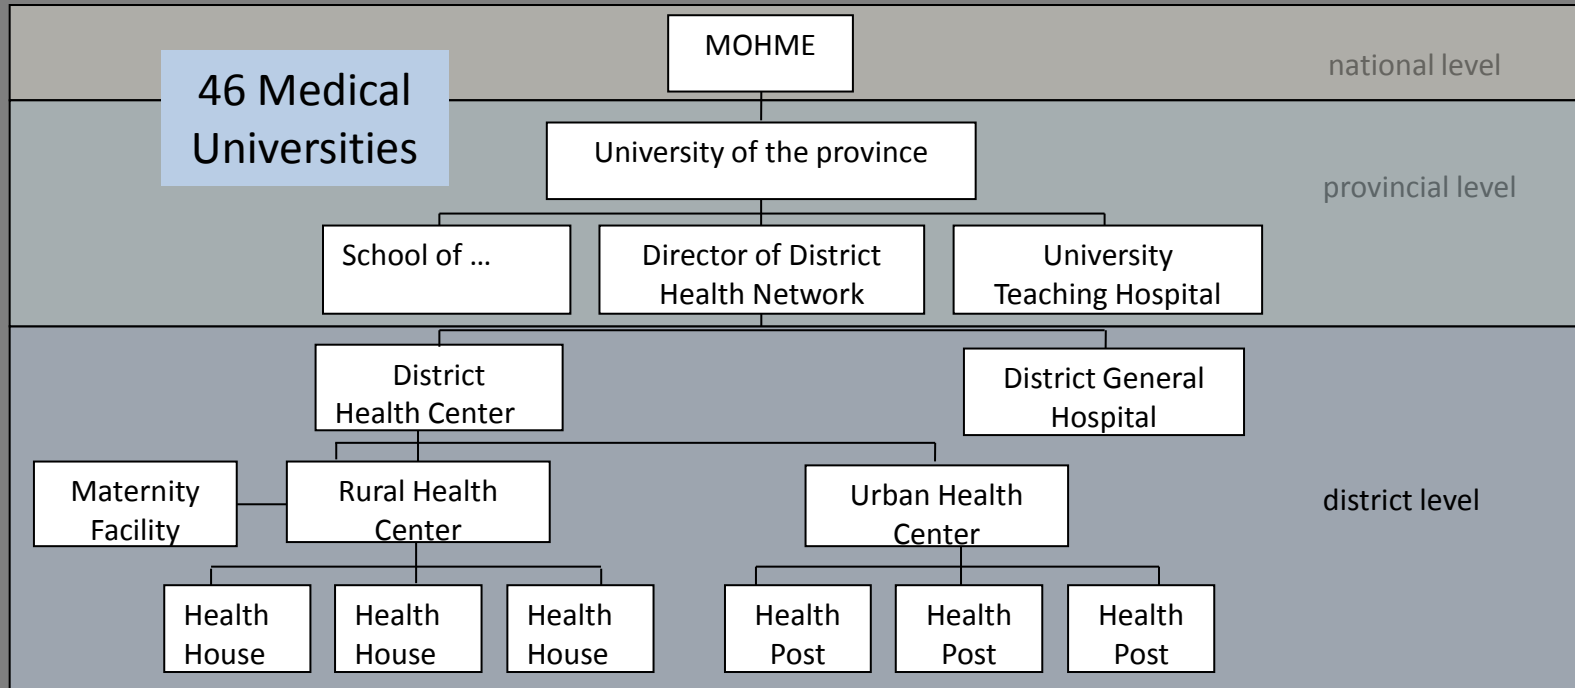 MOHME
national level
46 Medical
Universities
University of the province
provincial level
School of ...
Director of District
Health Network
University
Teaching Hospital
District
Health Center
District General
Hospital
Maternity
Facility
Rural Health
Center
Urban Health
Center
district level
Health
House
Health
House
Health
House
Health
Post
Health
Post
Health
Post